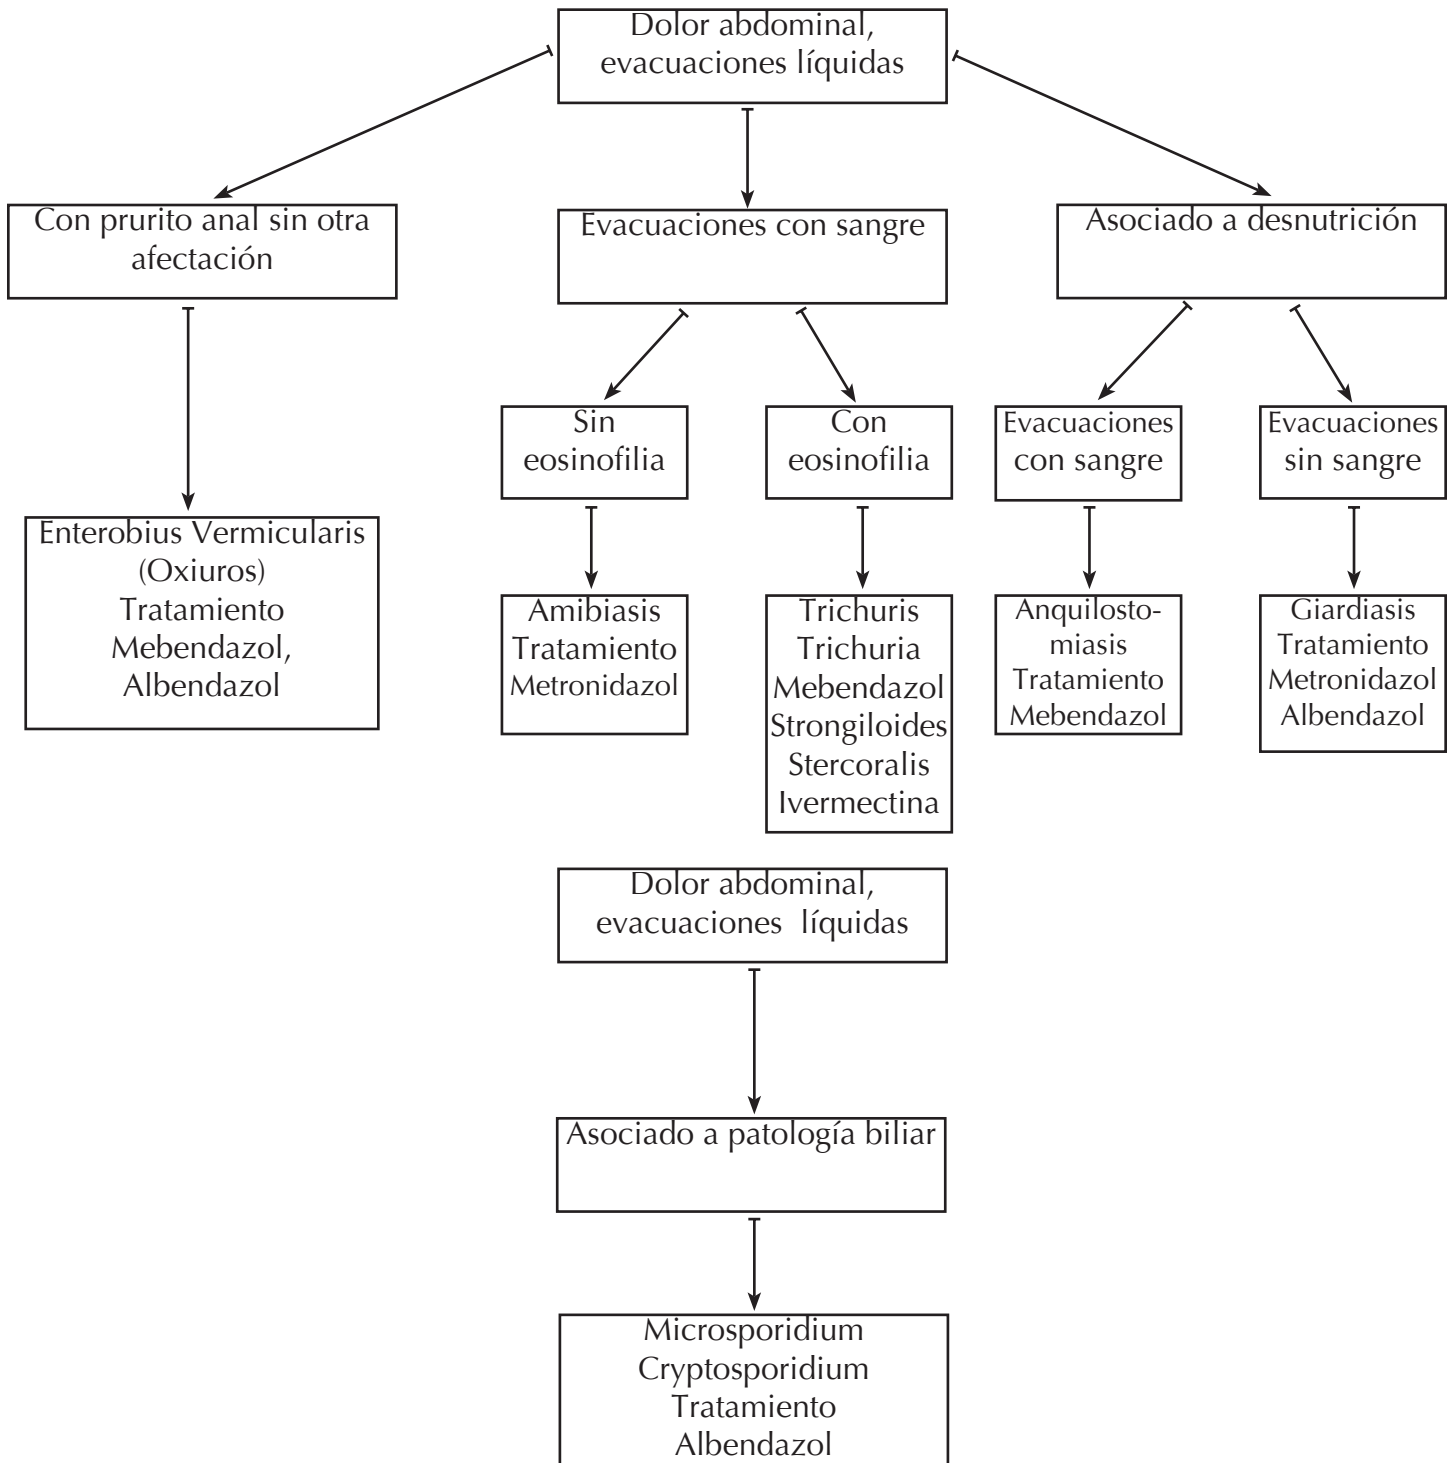 Dolor abdominal,
evacuaciones líquidas
Con prurito anal sin otra
afectación
Evacuaciones con sangre
Asociado a desnutrición
Sin
eosinofilia
Con
eosinofilia
Evacuaciones
con sangre
Evacuaciones
sin sangre
Enterobius Vermicularis
(Oxiuros)
Tratamiento
Mebendazol,
Albendazol
Amibiasis
Tratamiento
Metronidazol
Trichuris
Trichuria
Mebendazol
Strongiloides
Stercoralis
Ivermectina
Anquilosto-
miasis
Tratamiento
Mebendazol
Giardiasis
Tratamiento
Metronidazol
Albendazol
Dolor abdominal,
evacuaciones líquidas
Asociado a patología biliar
Microsporidium
Cryptosporidium
Tratamiento
Albendazol